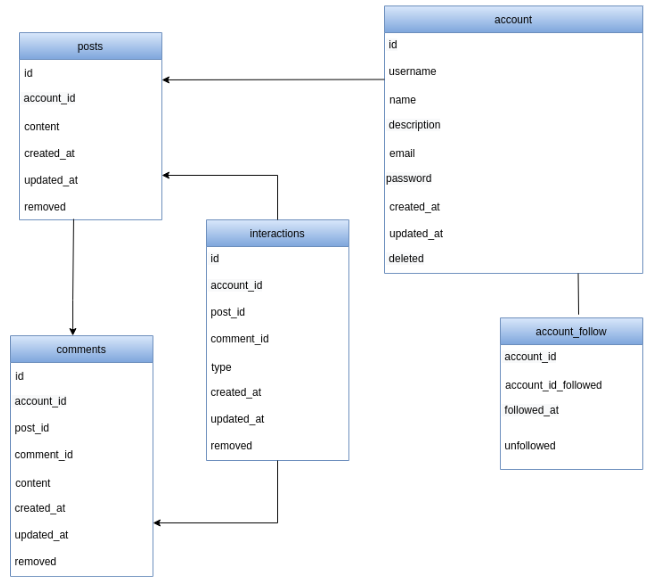 account
id
username
name
description
email
password
created_at
updated_at
deleted
posts
id
account_id
content
created_at
updated_at
removed
interactions
id
account_id
post_id
comment_id
type
created_at
updated_at
removed
account_follow
account_id
account_id_followed
followed_at
unfollowed
comments
id
account_id
post_id
comment_id
content
created_at
updated_at
removed